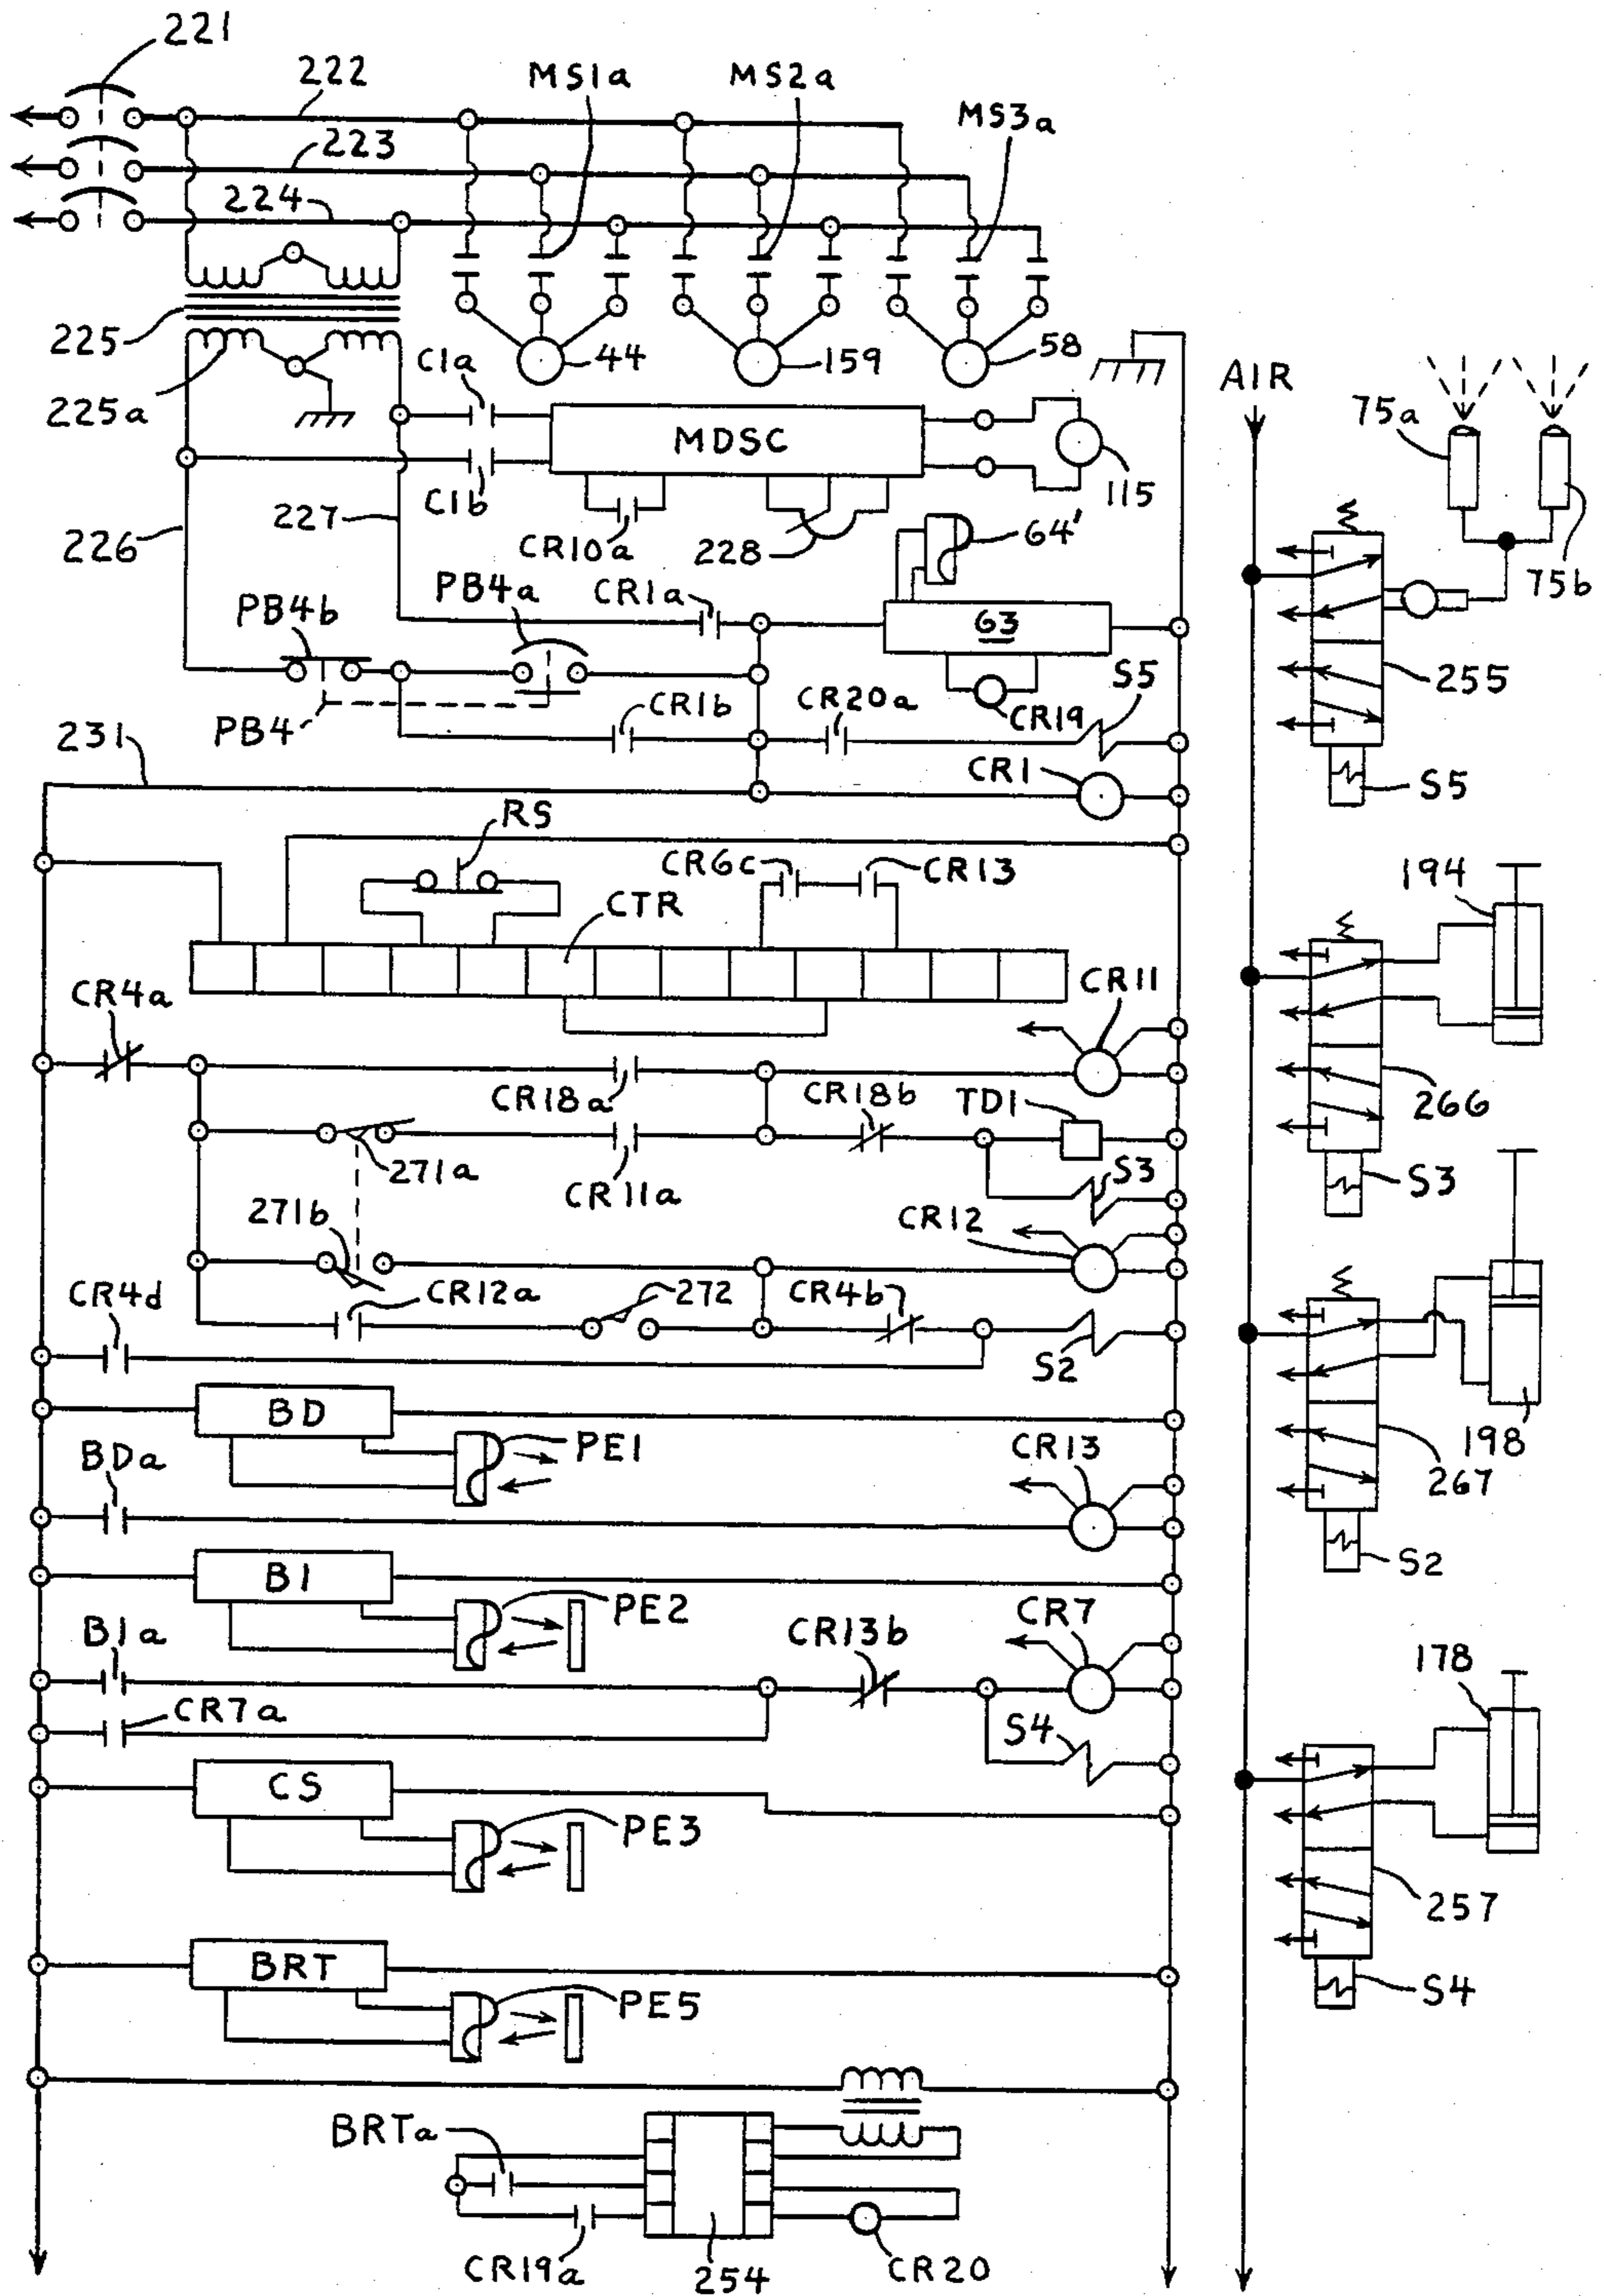 221
222
MS1a
MS2a
MS3a
223
224
225
225a
44
159
58
C1a
MDSC
AIR
75a
115
C1b
227
CR10a
228
64'
226
75b
PB4b
PB4a
CR1a
63
S5
255
PB4
CR1b
CR20a
CR19
231
CR1
S5
RS
CR6c
CR13
194
CTR
CR4a
CR11
CR18a
CR18b
TD1
266
271a
CR11a
S3
S3
271b
CR12
CR4d
CR12a
272
CR4b
S2
BD
PE1
CR13
198
267
BDa
S2
BI
PE2
CR7
B1a
CR13b
178
CR7a
S4
CS
PE3
257
BRT
PE5
S4
BRTa
CR19a
254
CR20